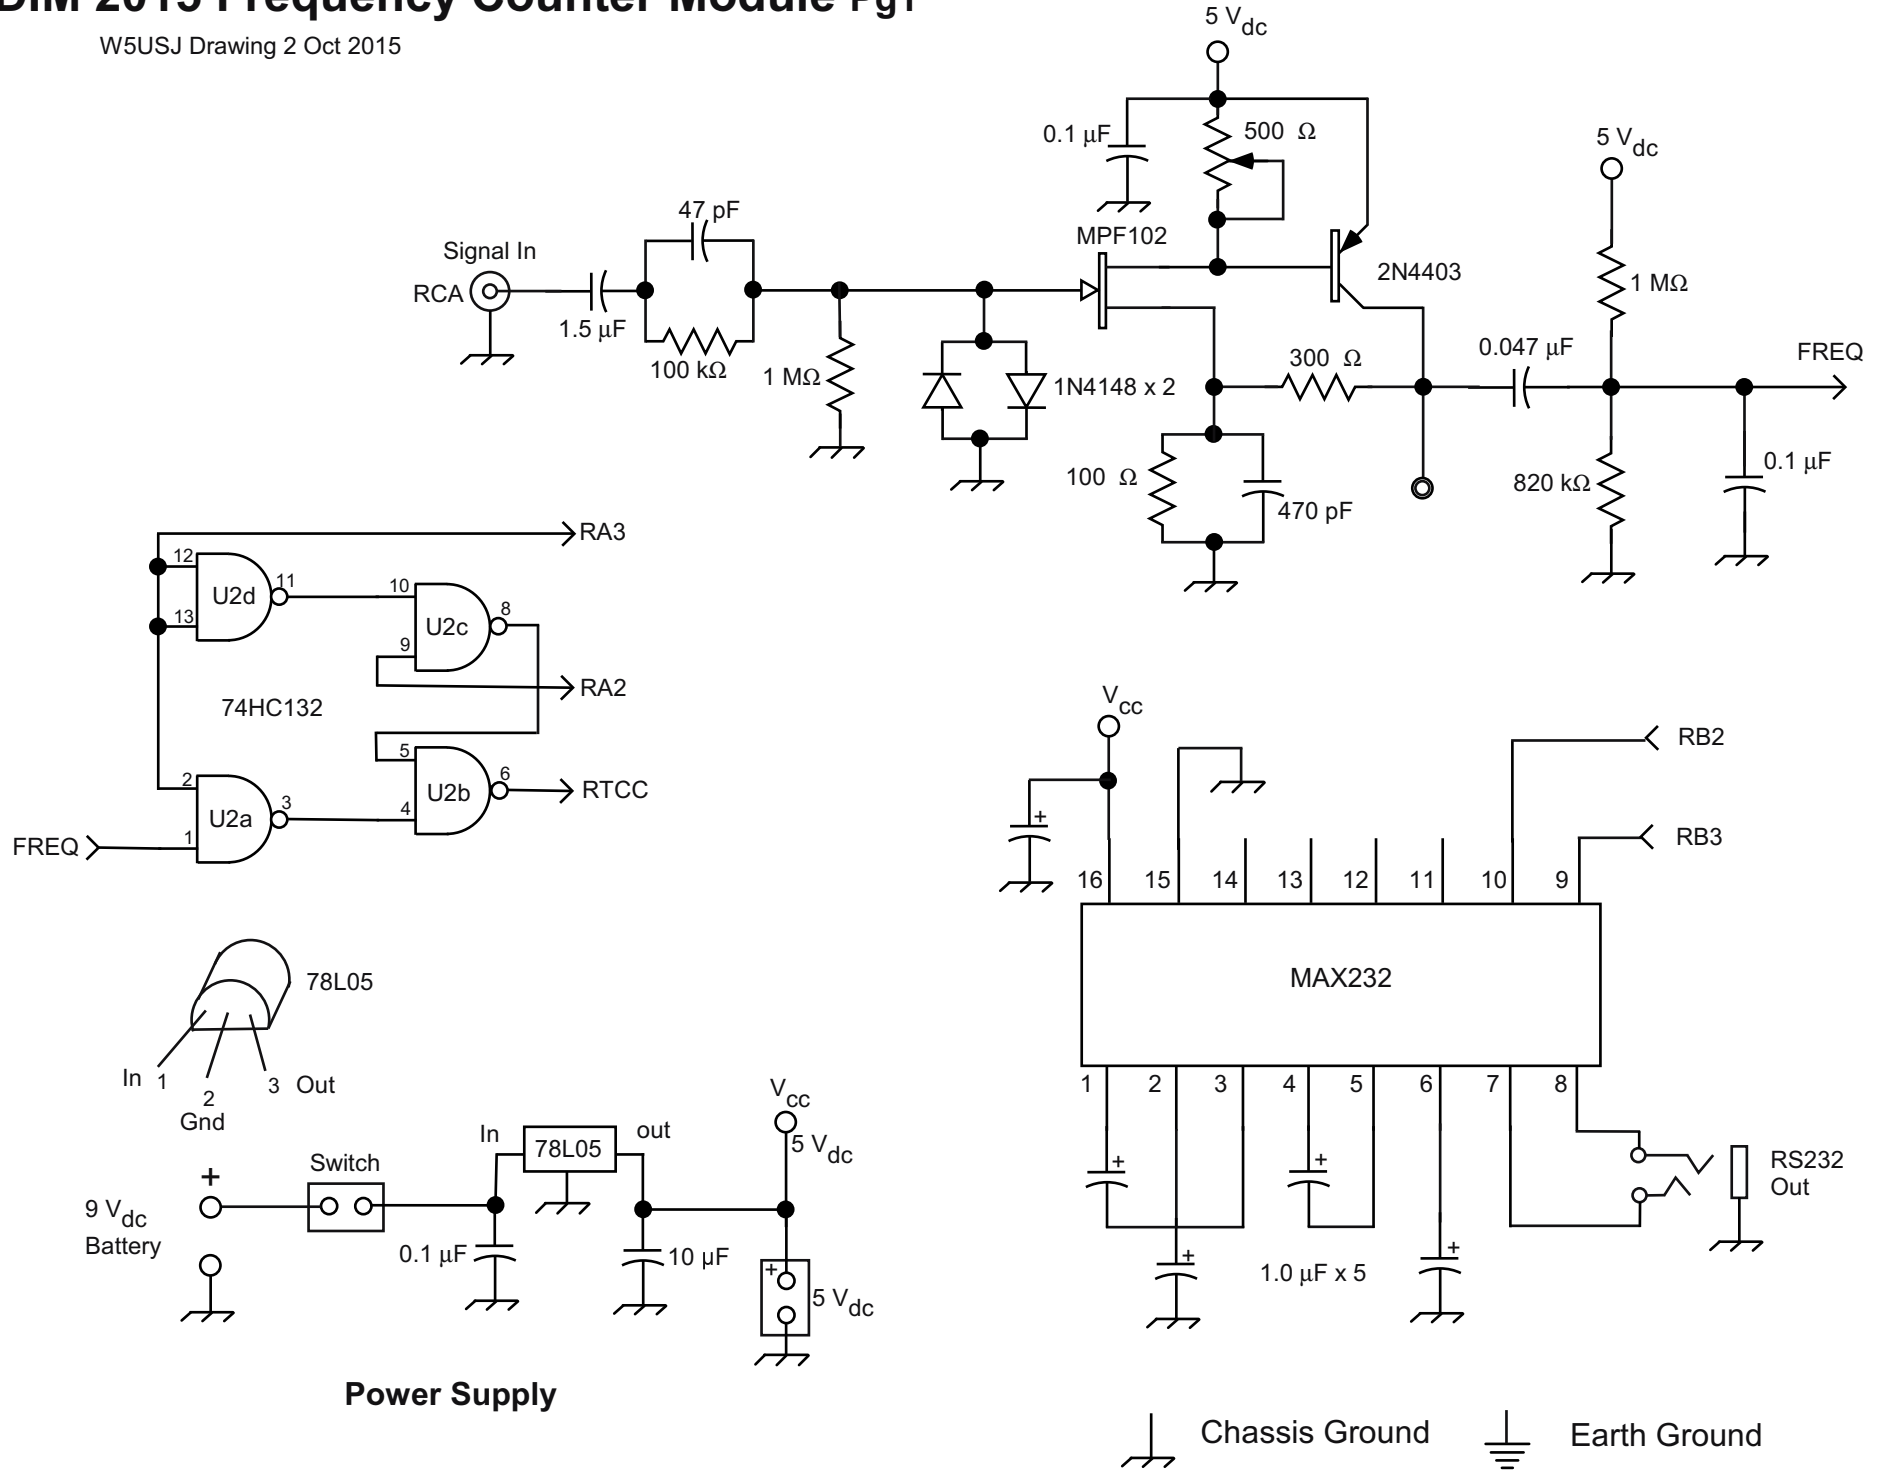 DIM 2015 Frequency Counter Module Pg1
W5USJ Drawing 2 Oct 2015
5 Vdc
0.1 µF
500 Ω
5 Vdc
47 pF
MPF102
Signal In
RCA
2N4403
1 MΩ
1.5 µF
100 kΩ
1 MΩ
1N4148 x 2
300 Ω
0.047 µF
FREQ
100 Ω
470 pF
820 kΩ
0.1 µF
RA3
12
11
10
U2d
13
8
U2c
9
RA2
74HC132
5
6
2
U2b
RTCC
4
3
U2a
1
FREQ
Vcc
RB2
+
RB3
16 15 14 13 12 11 10 9
MAX232
1 2 3 4 5 6 7 8
+
+
+
+
1.0 µF x 5
RS232
Out
78L05
In 1
2
Gnd
3 Out
Vcc
5 Vdc
In
78L05
out
Switch
+
9 Vdc
Battery
0.1 µF
10 µF
+
5 Vdc
Power Supply
Chassis Ground
Earth Ground